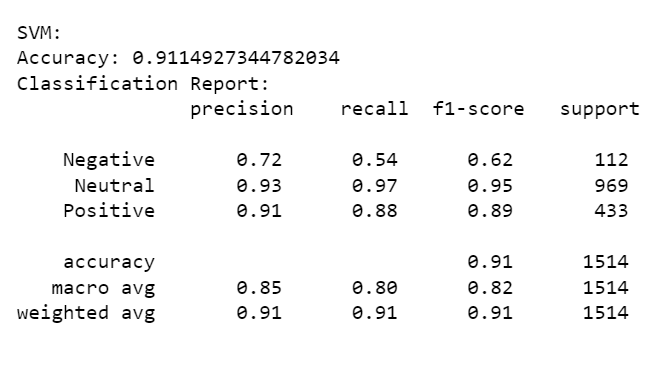 SVM:
Accuracy: 0.9114927344782034
Classification Report:
precision recall f1-score support
Negative 0.72 0.54 0.62 112
Neutral 0.93 0.97 0.95 969
Positive 0.91 0.88 0.89 433
accuracy 0.91 1514
macro avg 0.85 0.80 0.82 1514
weighted avg 0.91 0.91 0.91 1514